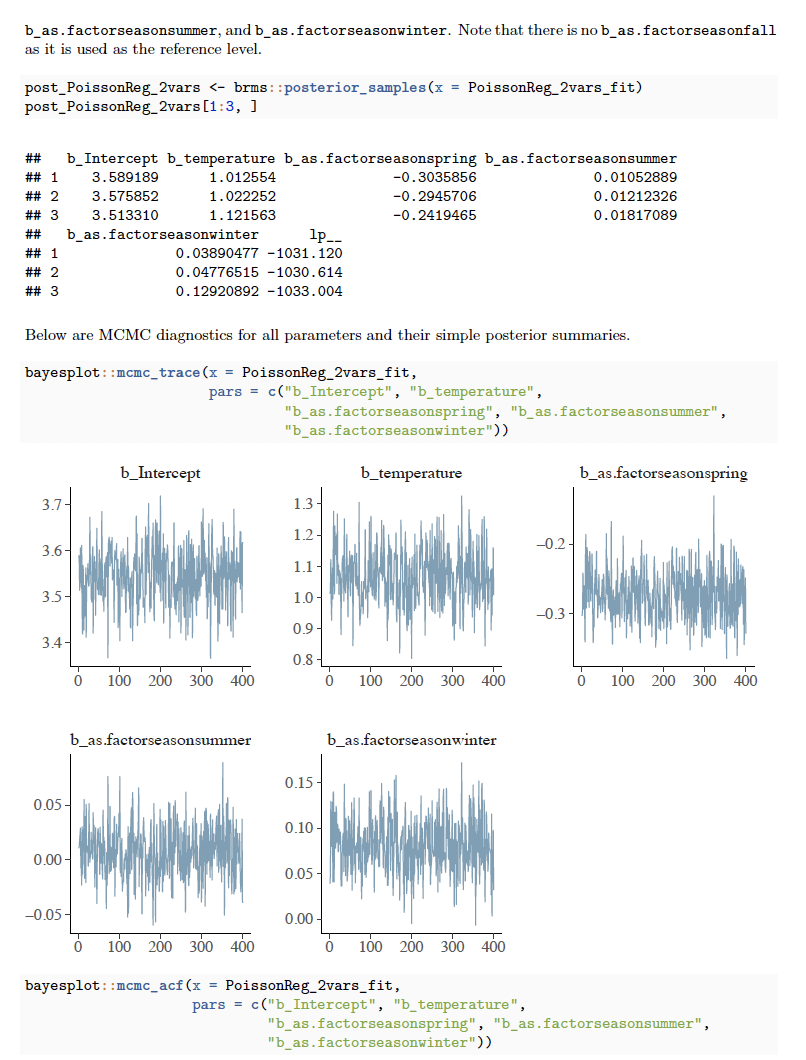 b_as.factorseasonsummer, and b_as.factorseasonwinter. Note that there is no b_as.factorseasonfall
as it is used as the reference level.
post_PoissonReg_2vars <- brms::posterior_samples(x = PoissonReg_2vars_fit)
post_PoissonReg_2vars[1:3, ]
##   b_Intercept b_temperature b_as.factorseasonspring b_as.factorseasonsummer
## 1    3.589189      1.012554              -0.3035856              0.01052889
## 2    3.575852      1.022252              -0.2945706              0.01212326
## 3    3.513310      1.121563              -0.2419465              0.01817089
##   b_as.factorseasonwinter      lp__
## 1              0.03890477 -1031.120
## 2              0.04776515 -1030.614
## 3              0.12920892 -1033.004
Below are MCMC diagnostics for all parameters and their simple posterior summaries.
bayesplot::mcmc_trace(x = PoissonReg_2vars_fit,
                      pars = c("b_Intercept", "b_temperature",
                               "b_as.factorseasonspring", "b_as.factorseasonsummer",
                               "b_as.factorseasonwinter"))
b_Intercept
3.7
3.6
3.5
3.4
0 100 200 300 400
b_temperature
1.3
1.2
1.1
1.0
0.9
0.8
0 100 200 300 400
b_as.factorseasonspring
−0.2
−0.3
0 100 200 300 400
b_as.factorseasonsummer
0.05
0.00
−0.05
0 100 200 300 400
b_as.factorseasonwinter
0.15
0.10
0.05
0.00
0 100 200 300 400
bayesplot::mcmc_acf(x = PoissonReg_2vars_fit,
                    pars = c("b_Intercept", "b_temperature",
                             "b_as.factorseasonspring", "b_as.factorseasonsummer",
                             "b_as.factorseasonwinter"))